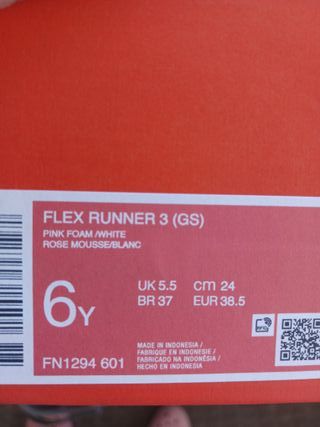 FLEX RUNNER 3 (GS)
PINK FOAM /WHITE
ROSE MOUSSE/BLANC
6Y
UK 5.5 cm 24
BR 37 EUR 38.5
FN1294 601
MADE IN INDONESIA /
FABRIQUE EN INDONESIE /
FABRICADO NA INDONÉSIA /
HECHO EN INDONESIA